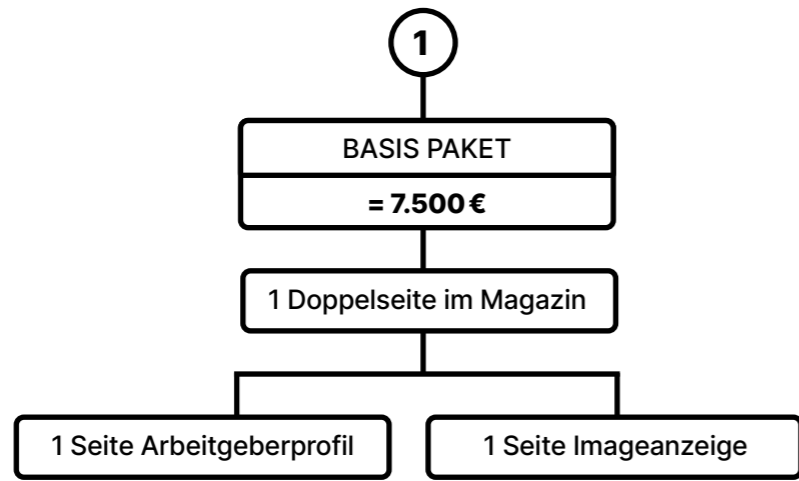 1
BASIS PAKET
= 7.500 €
1 Doppelseite im Magazin
1 Seite Arbeitgeberprofil
1 Seite Imageanzeige